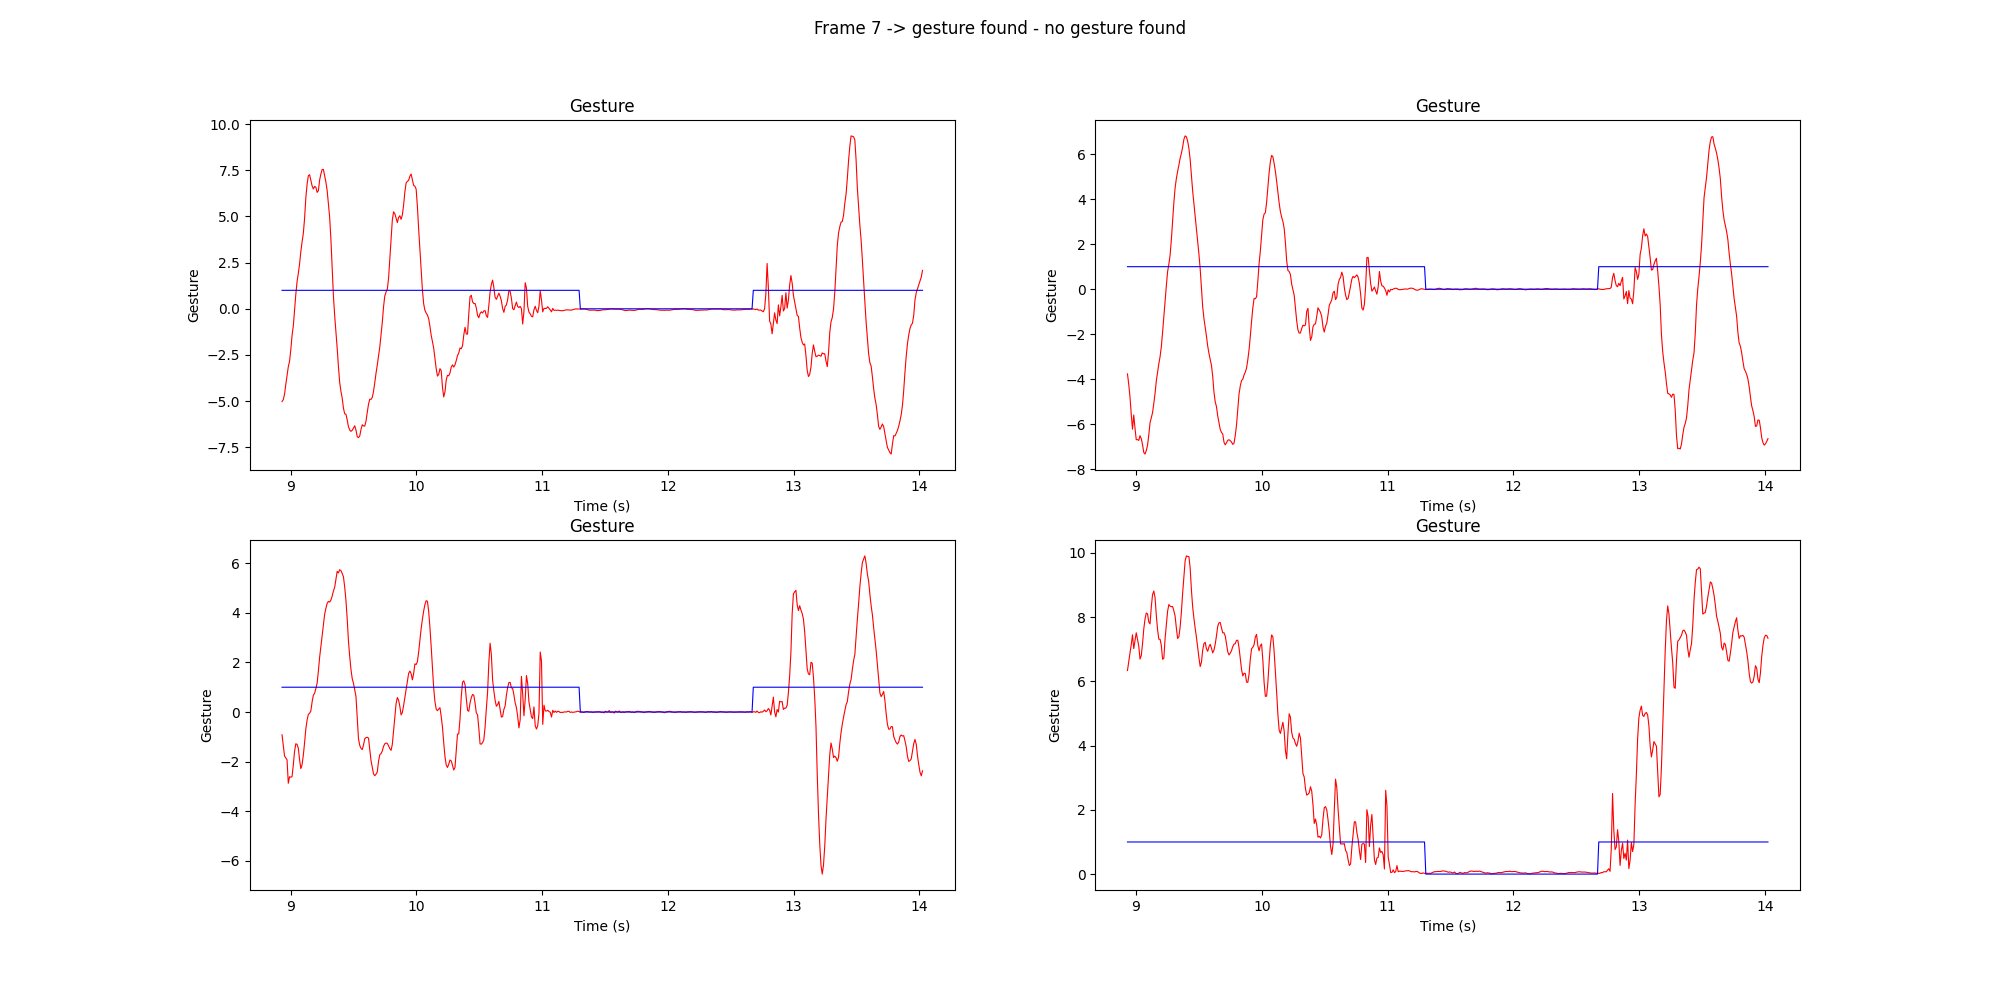 Frame 7 -> gesture found - no gesture found
Gesture
Gesture
10.0
7.5
5.0
2.5
0.0
−2.5
−5.0
−7.5
9 10 11 12 13 14
Time (s)
Gesture
Gesture
6
4
2
0
−2
−4
−6
−8
9 10 11 12 13 14
Time (s)
Gesture
Gesture
6
4
2
0
−2
−4
−6
9 10 11 12 13 14
Time (s)
Gesture
Gesture
10
8
6
4
2
0
9 10 11 12 13 14
Time (s)